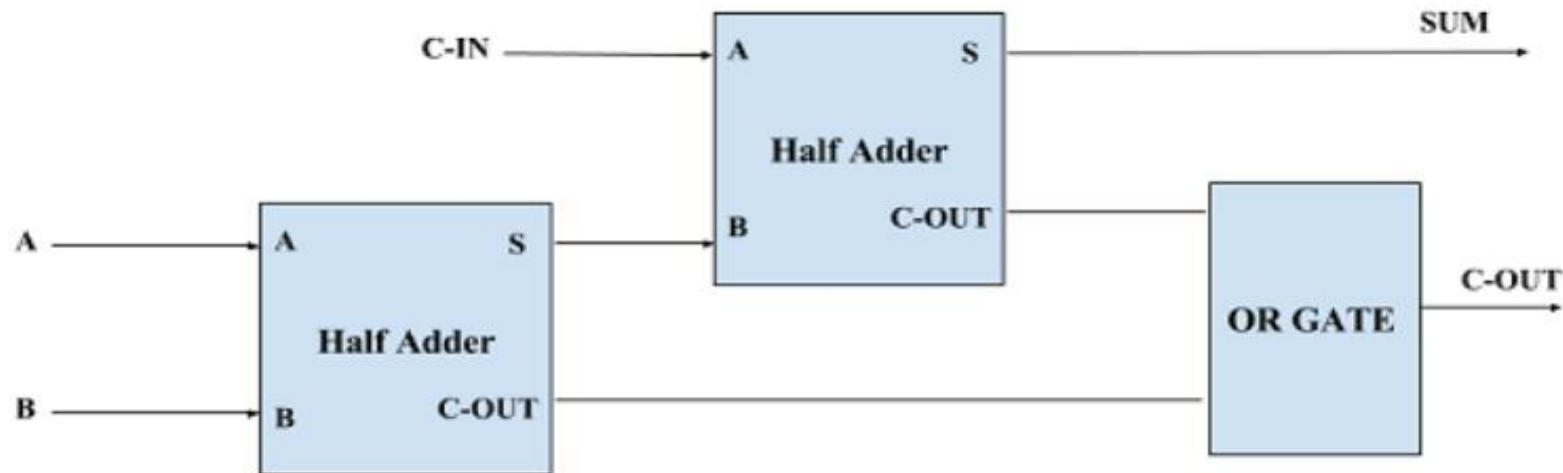 SUM
C-IN
A
S
Half Adder
B
C-OUT
A
A
S
C-OUT
OR GATE
Half Adder
B
B
C-OUT